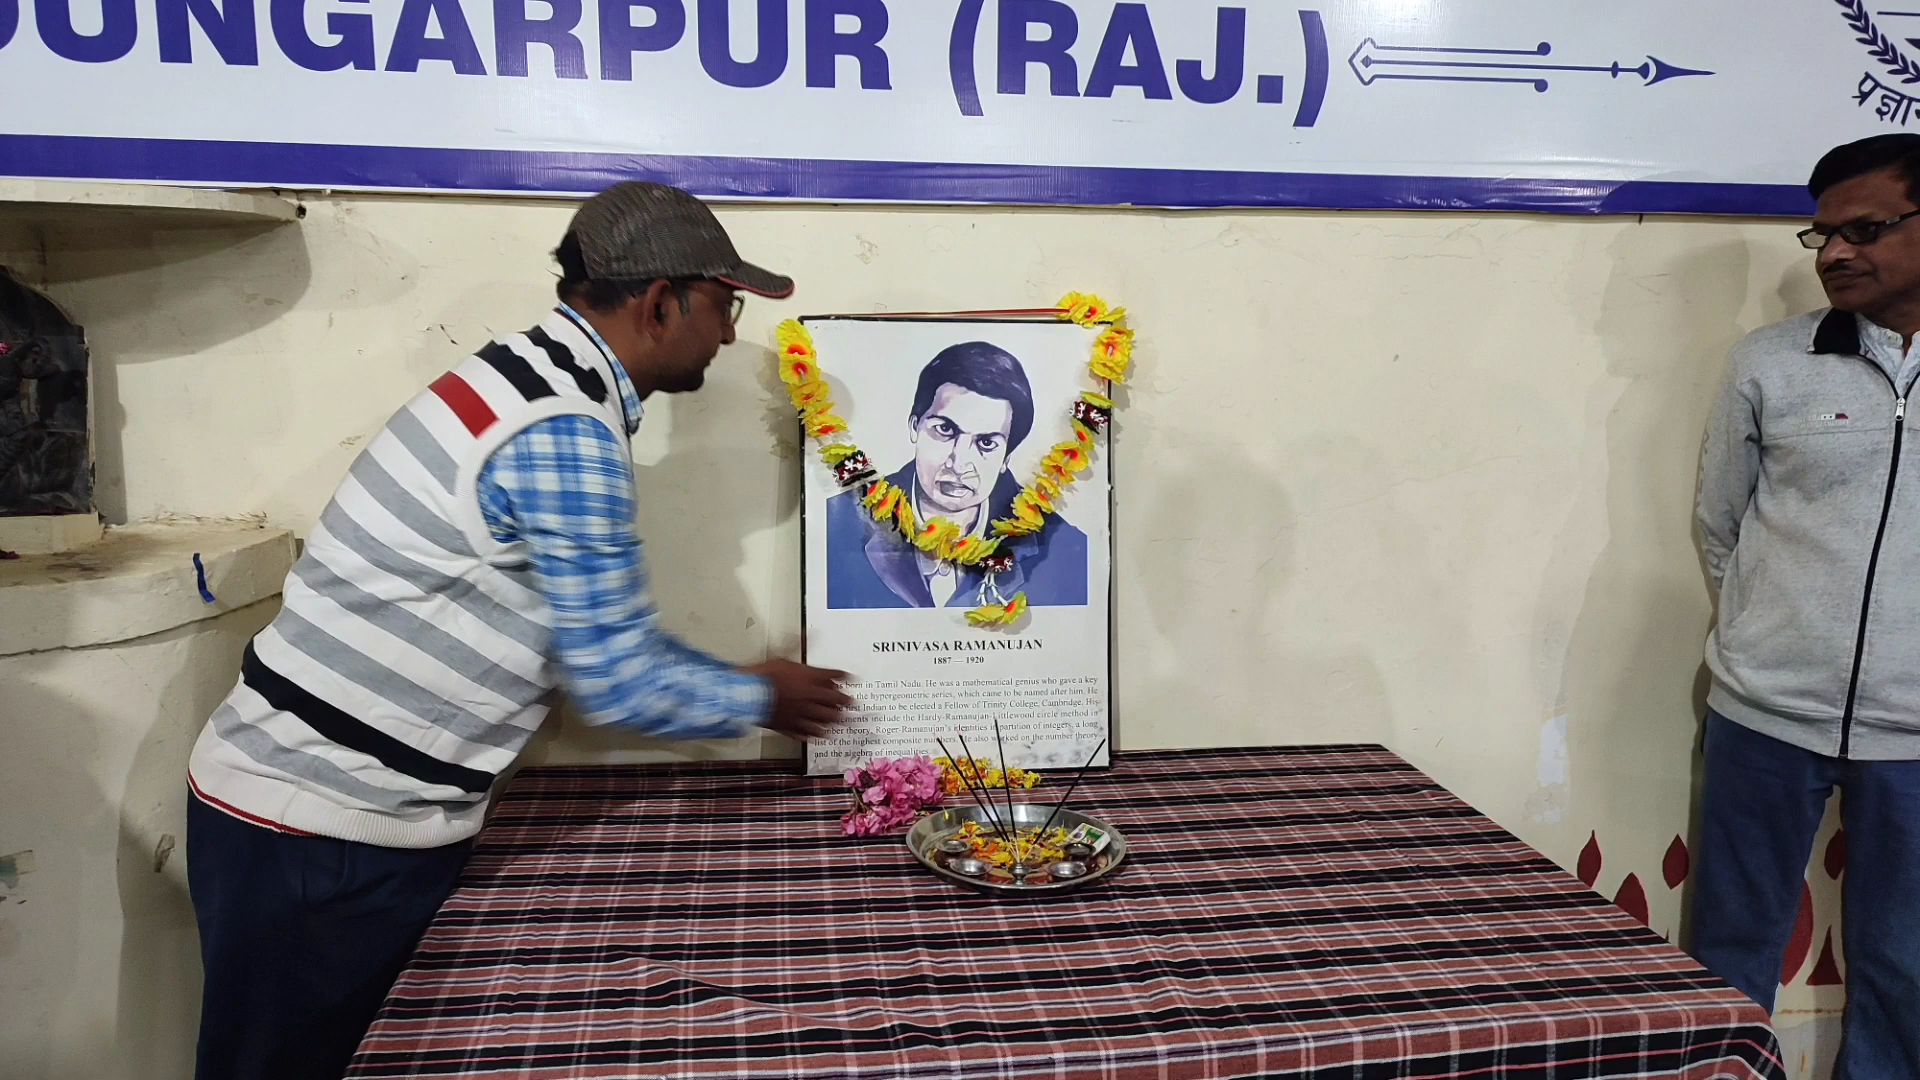 DUNGARPUR (RAJ.)
प्रज्ञान
SRINIVASA RAMANUJAN
1887 — 1920
born in Tamil Nadu. He was a mathematical genius who gave a key
the hypergeometric series, which came to be named after him. He
first Indian to be elected a Fellow of Trinity College, Cambridge. His
include the Hardy-Ramanujan-Littlewood circle method in
theory, Roger-Ramanujan's identities in partition of integers, a long
list of the highest composite numbers. He also worked on the number theory
and the algebra of inequalities.